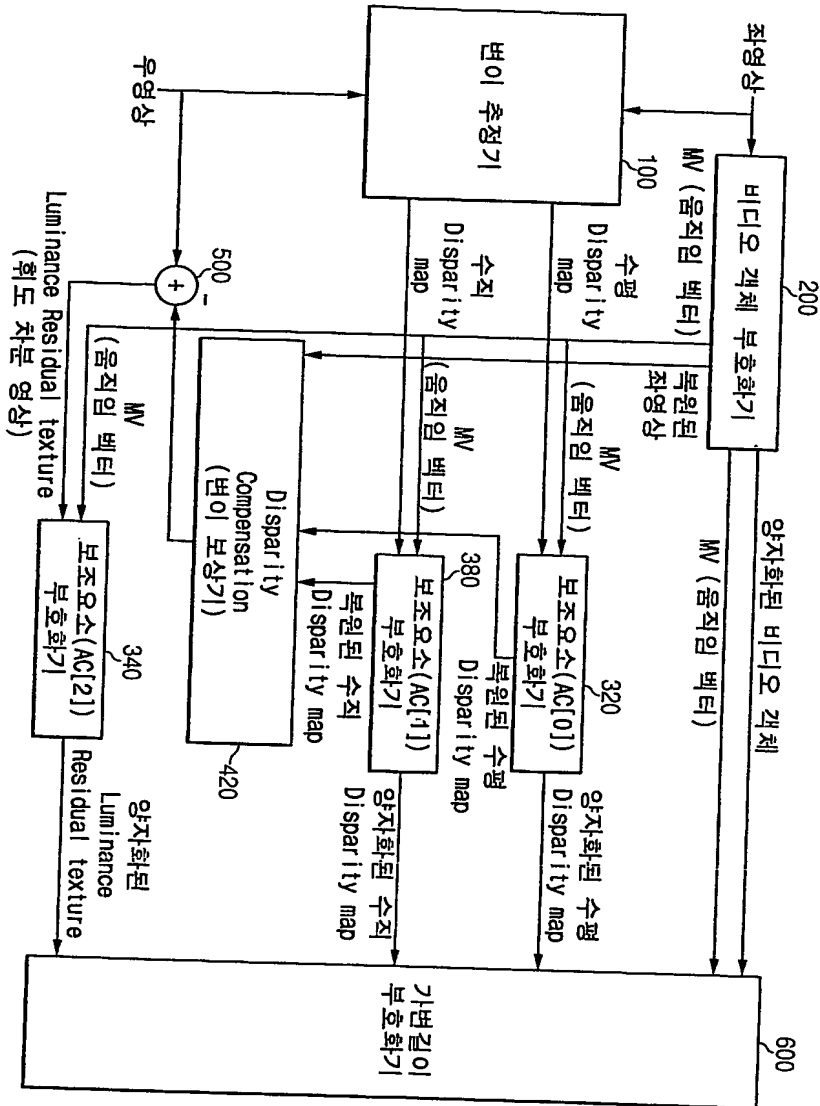 좌영상
우영상
변이 추정기
100
비디오 객체 부호화기
200
MV (움직임 벡터)
복원된
좌영상
양자화된 비디오 객체
MV (움직임 벡터)
수평
Disparity
map
수직
Disparity
map
MV
(움직임 벡터)
보조요소(AC[0])
부호화기
320
양자화된 수평
Disparity map
복원된 수평
Disparity map
MV
(움직임 벡터)
보조요소(AC[1])
부호화기
380
양자화된 수직
Disparity map
복원된 수직
Disparity map
Disparity
Compensation
(변이 보상기)
420
500
+
-
MV
(움직임 벡터)
Luminance Residual texture
(휘도 차분 영상)
보조요소(AC[2])
부호화기
340
양자화된
Luminance
Residual texture
가변길이
부호화기
600